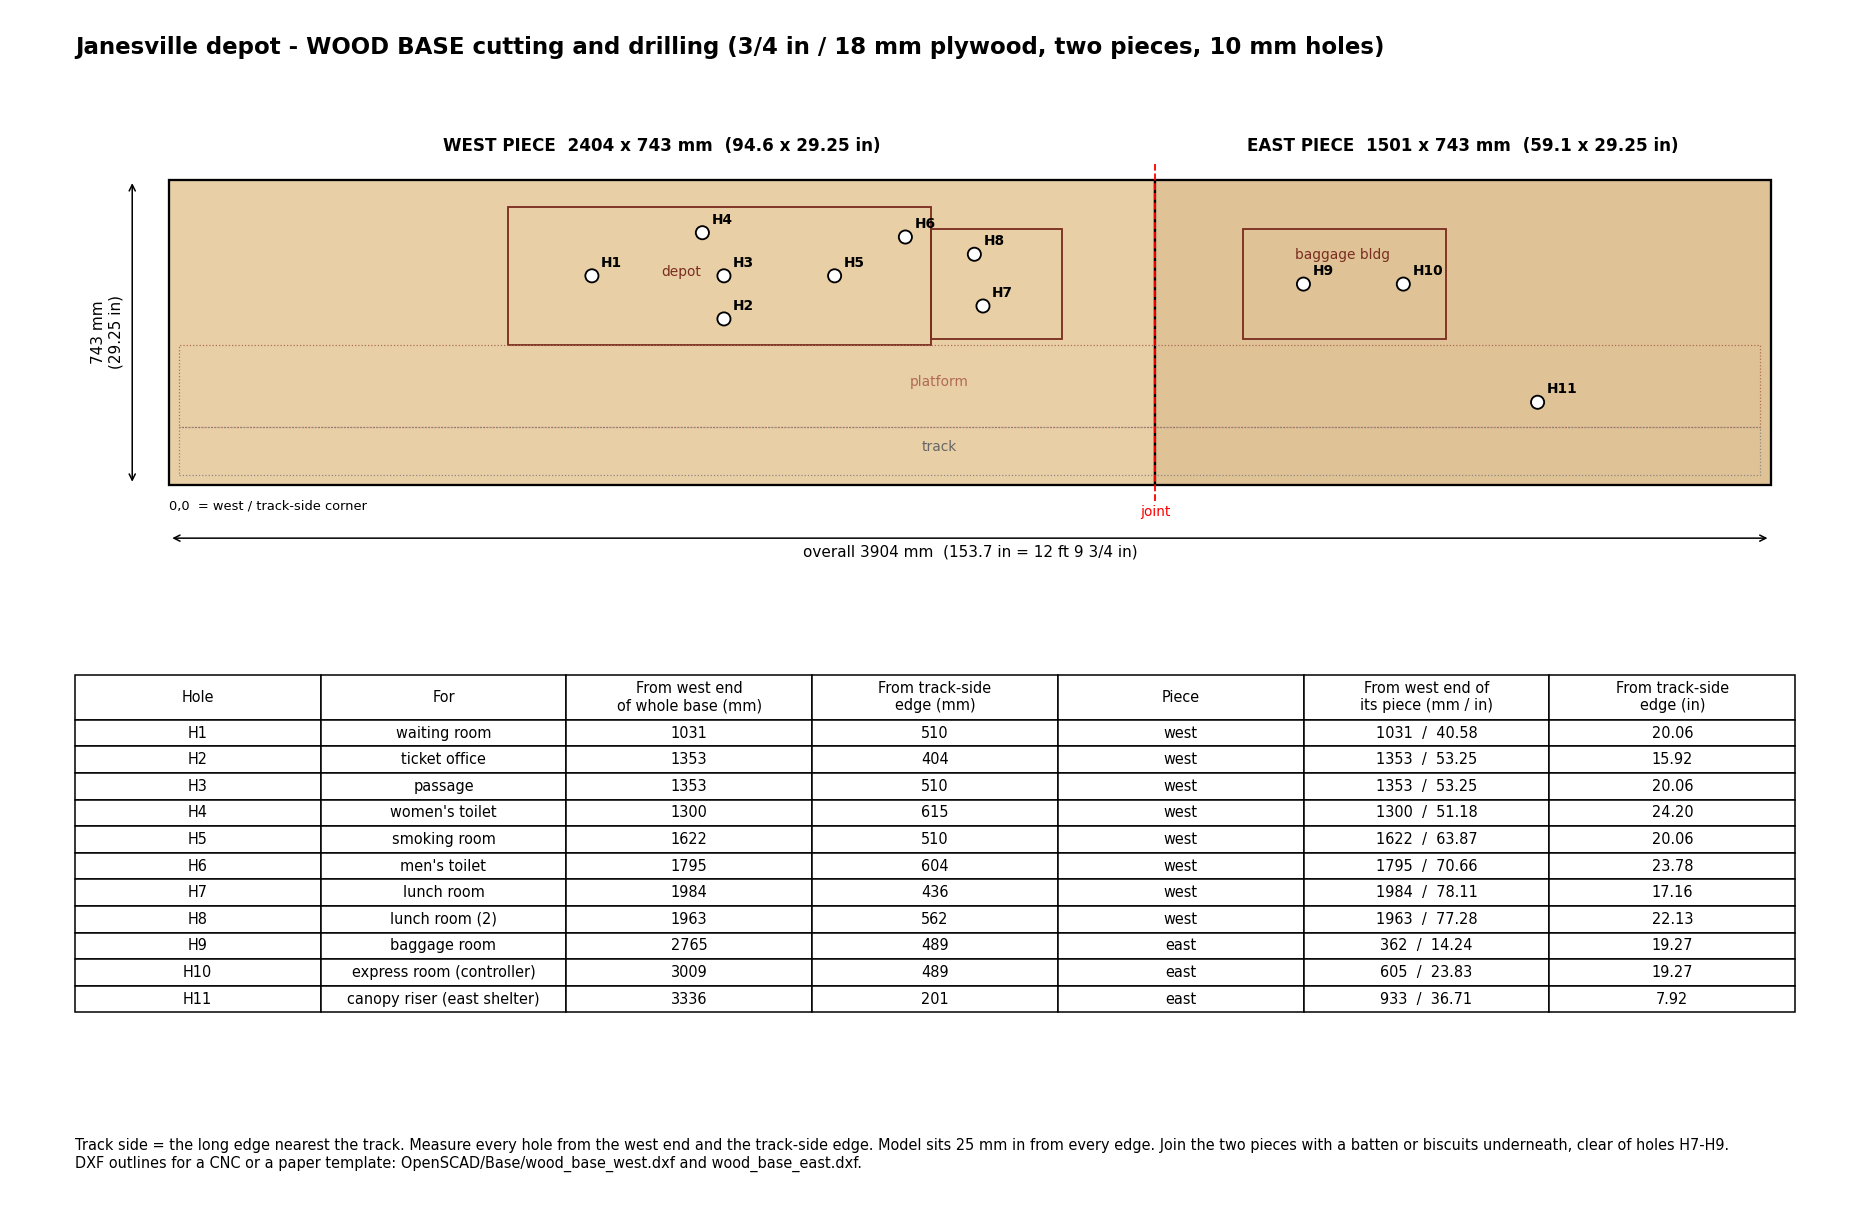 Janesville depot - WOOD BASE cutting and drilling (3/4 in / 18 mm plywood, two pieces, 10 mm holes)
WEST PIECE  2404 x 743 mm  (94.6 x 29.25 in)
EAST PIECE  1501 x 743 mm  (59.1 x 29.25 in)
743 mm
(29.25 in)
H4
H6
H8
H1
depot
H3
H5
H2
H7
baggage bldg
H9
H10
platform
H11
track
0,0  = west / track-side corner
joint
overall 3904 mm  (153.7 in = 12 ft 9 3/4 in)
Hole | For | From west end of whole base (mm) | From track-side edge (mm) | Piece | From west end of its piece (mm / in) | From track-side edge (in)
H1 | waiting room | 1031 | 510 | west | 1031  /  40.58 | 20.06
H2 | ticket office | 1353 | 404 | west | 1353  /  53.25 | 15.92
H3 | passage | 1353 | 510 | west | 1353  /  53.25 | 20.06
H4 | women's toilet | 1300 | 615 | west | 1300  /  51.18 | 24.20
H5 | smoking room | 1622 | 510 | west | 1622  /  63.87 | 20.06
H6 | men's toilet | 1795 | 604 | west | 1795  /  70.66 | 23.78
H7 | lunch room | 1984 | 436 | west | 1984  /  78.11 | 17.16
H8 | lunch room (2) | 1963 | 562 | west | 1963  /  77.28 | 22.13
H9 | baggage room | 2765 | 489 | east | 362  /  14.24 | 19.27
H10 | express room (controller) | 3009 | 489 | east | 605  /  23.83 | 19.27
H11 | canopy riser (east shelter) | 3336 | 201 | east | 933  /  36.71 | 7.92
Track side = the long edge nearest the track. Measure every hole from the west end and the track-side edge. Model sits 25 mm in from every edge. Join the two pieces with a batten or biscuits underneath, clear of holes H7-H9.
DXF outlines for a CNC or a paper template: OpenSCAD/Base/wood_base_west.dxf and wood_base_east.dxf.